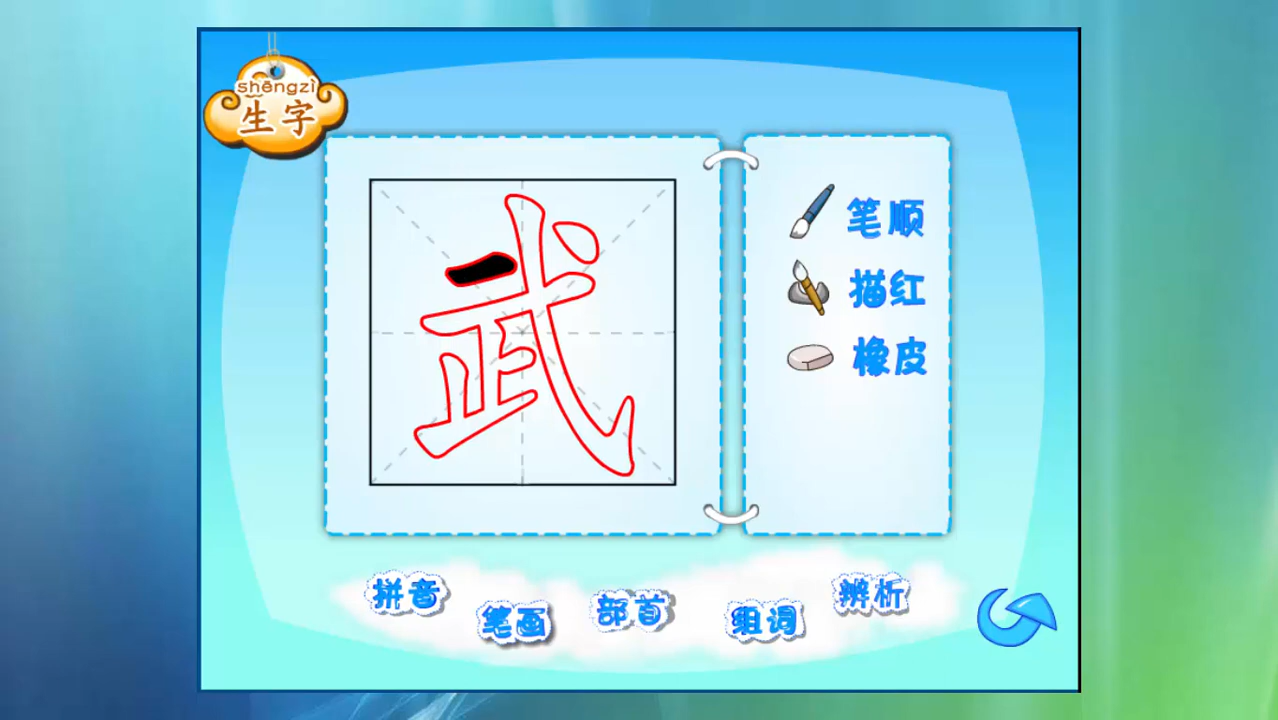 shēngzì
生字
武
笔顺
描红
橡皮
拼音
笔画
部首
组词
辨析